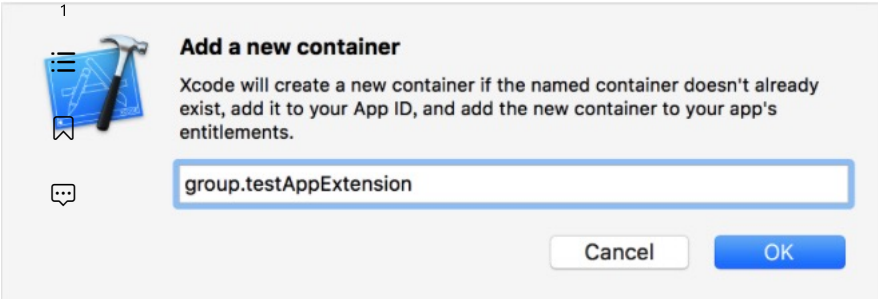 1
Add a new container
Xcode will create a new container if the named container doesn't already
exist, add it to your App ID, and add the new container to your app's
entitlements.
group.testAppExtension
Cancel
OK